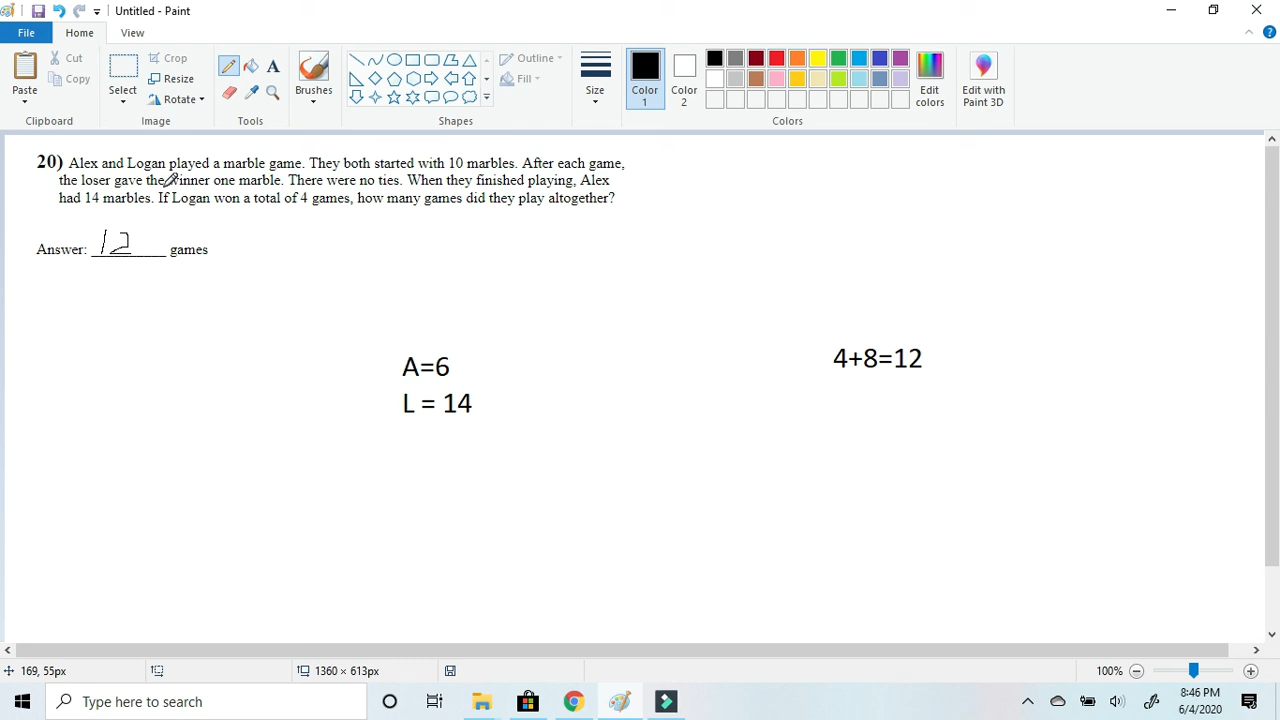 Untitled - Paint
File Home View
Paste
Cut
Copy
Clipboard
Select
Crop
Resize
Rotate
Image
Tools
Brushes
Outline
Fill
Shapes
Size
Color 1
Color 2
Edit colors
Colors
Edit with Paint 3D
20) Alex and Logan played a marble game. They both started with 10 marbles. After each game,
the loser gave the winner one marble. There were no ties. When they finished playing, Alex
had 14 marbles. If Logan won a total of 4 games, how many games did they play altogether?
Answer: 12 games
A=6
L = 14
4+8=12
169, 55px
1360 × 613px
100%
Type here to search
8:46 PM
6/4/2020